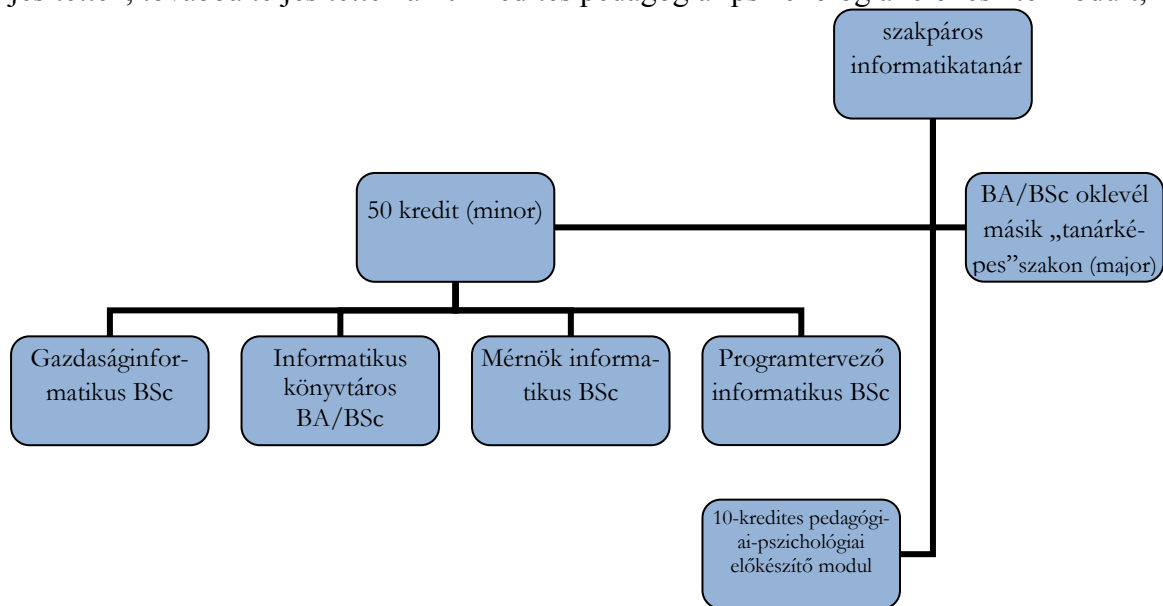 szakpáros
informatikatanár
50 kredit (minor)
BA/BSc oklevél
másik „tanárké-
pes”szakon (major)
Gazdaságinfor-
matikus BSc
Informatikus
könyvtáros
BA/BSc
Mérnök informa-
tikus BSc
Programtervező
informatikus BSc
10-kredites pedagógi-
ai-pszichológiai
előkészítő modul